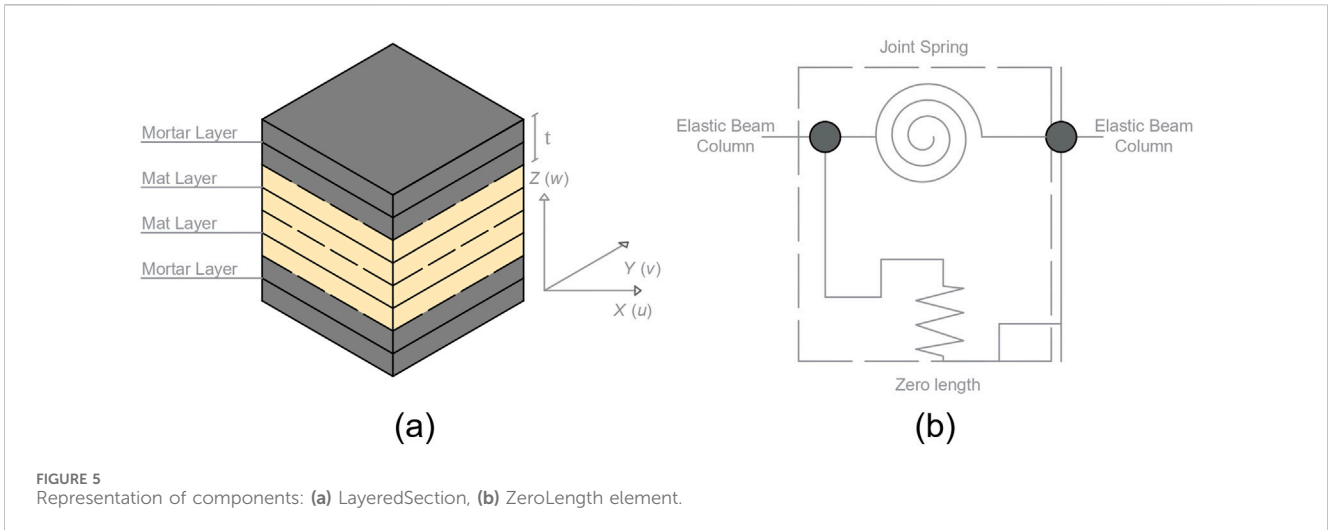 Mortar Layer
Mat Layer
Mat Layer
Mortar Layer
t
Z (w)
Y (v)
X (u)
(a)
Joint Spring
Elastic Beam
Column
Elastic Beam
Column
Zero length
(b)
FIGURE 5
Representation of components: (a) LayeredSection, (b) ZeroLength element.